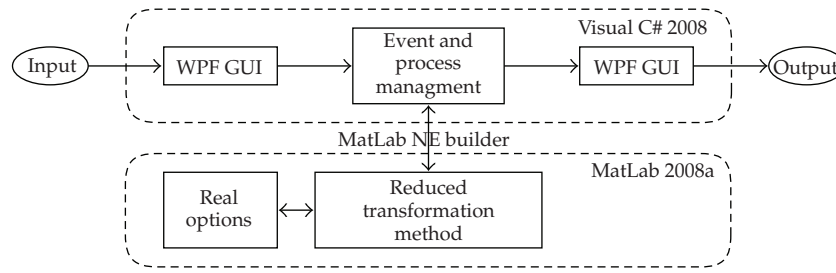 Visual C# 2008
Input
WPF GUI
Event and
process
managment
WPF GUI
Output
MatLab NE builder
MatLab 2008a
Real
options
Reduced
transformation
method